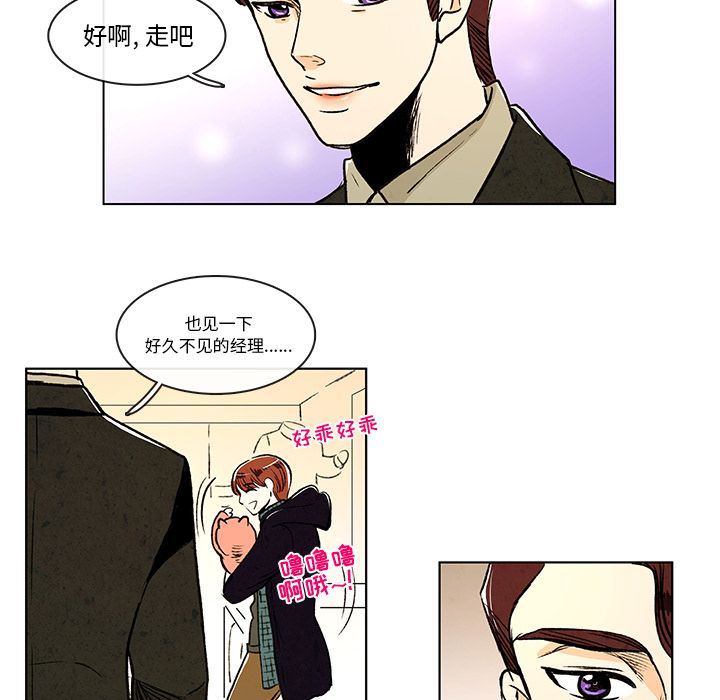 好啊, 走吧
也见一下
好久不见的经理......
好乖好乖
噜噜噜
啊哦~!